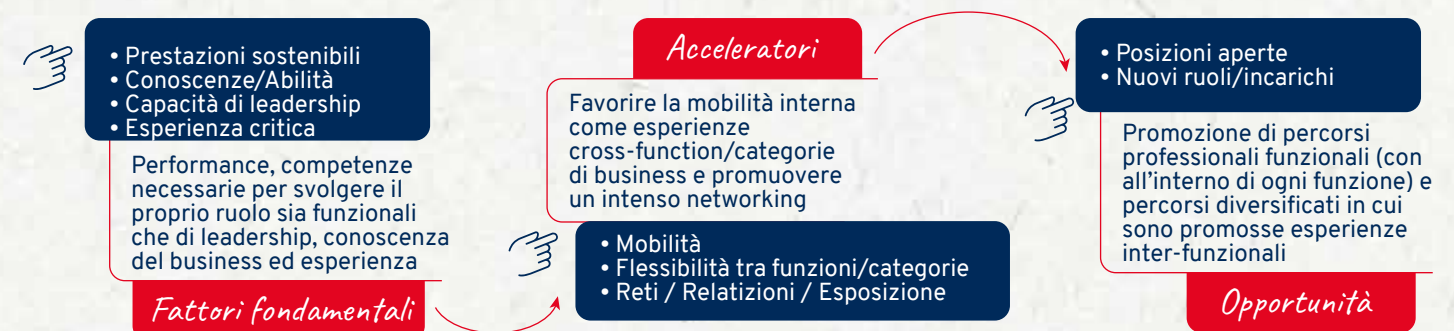 • Prestazioni sostenibili
• Conoscenze/Abilità
• Capacità di leadership
• Esperienza critica
Performance, competenze
necessarie per svolgere il
proprio ruolo sia funzionali
che di leadership, conoscenza
del business ed esperienza
Fattori fondamentali
Acceleratori
Favorire la mobilità interna
come esperienze
cross-function/categorie
di business e promuovere
un intenso networking
• Mobilità
• Flessibilità tra funzioni/categorie
• Reti / Relatizioni / Esposizione
• Posizioni aperte
• Nuovi ruoli/incarichi
Promozione di percorsi
professionali funzionali (con
all'interno di ogni funzione) e
percorsi diversificati in cui
sono promosse esperienze
inter-funzionali
Opportunità